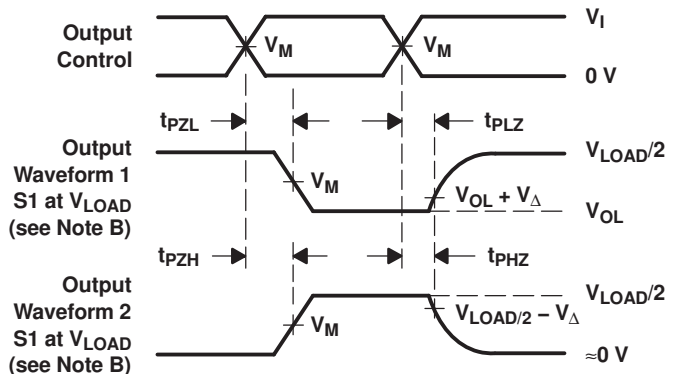 Output
Control
V_M
V_M
V_I
0 V
t_PZL
t_PLZ
Output
Waveform 1
S1 at V_LOAD
(see Note B)
V_M
V_OL + V_Δ
V_LOAD/2
V_OL
t_PZH
t_PHZ
Output
Waveform 2
S1 at V_LOAD
(see Note B)
V_M
V_LOAD/2 – V_Δ
V_LOAD/2
≈0 V